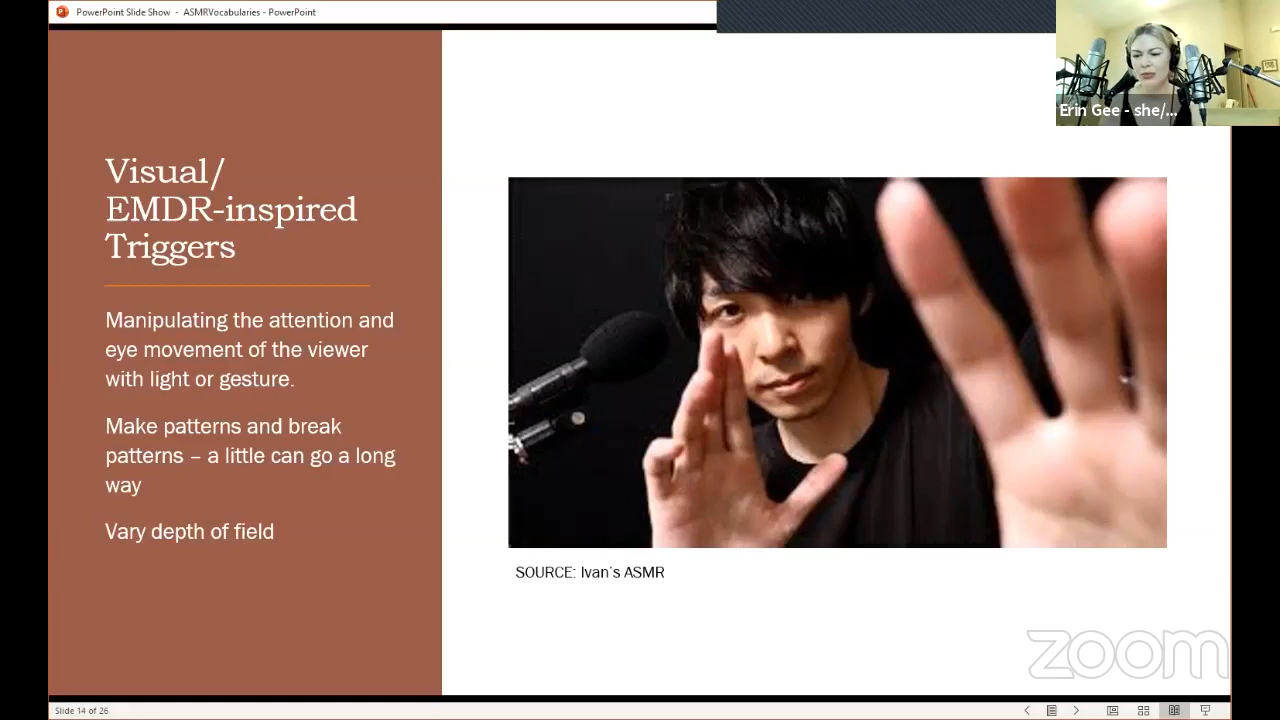 PowerPoint Slide Show - ASMRVocabularies - PowerPoint
Erin Gee - she/...
Visual/
EMDR-inspired
Triggers
Manipulating the attention and
eye movement of the viewer
with light or gesture.
Make patterns and break
patterns – a little can go a long
way
Vary depth of field
SOURCE: Ivan's ASMR
zoom
Slide 14 of 26